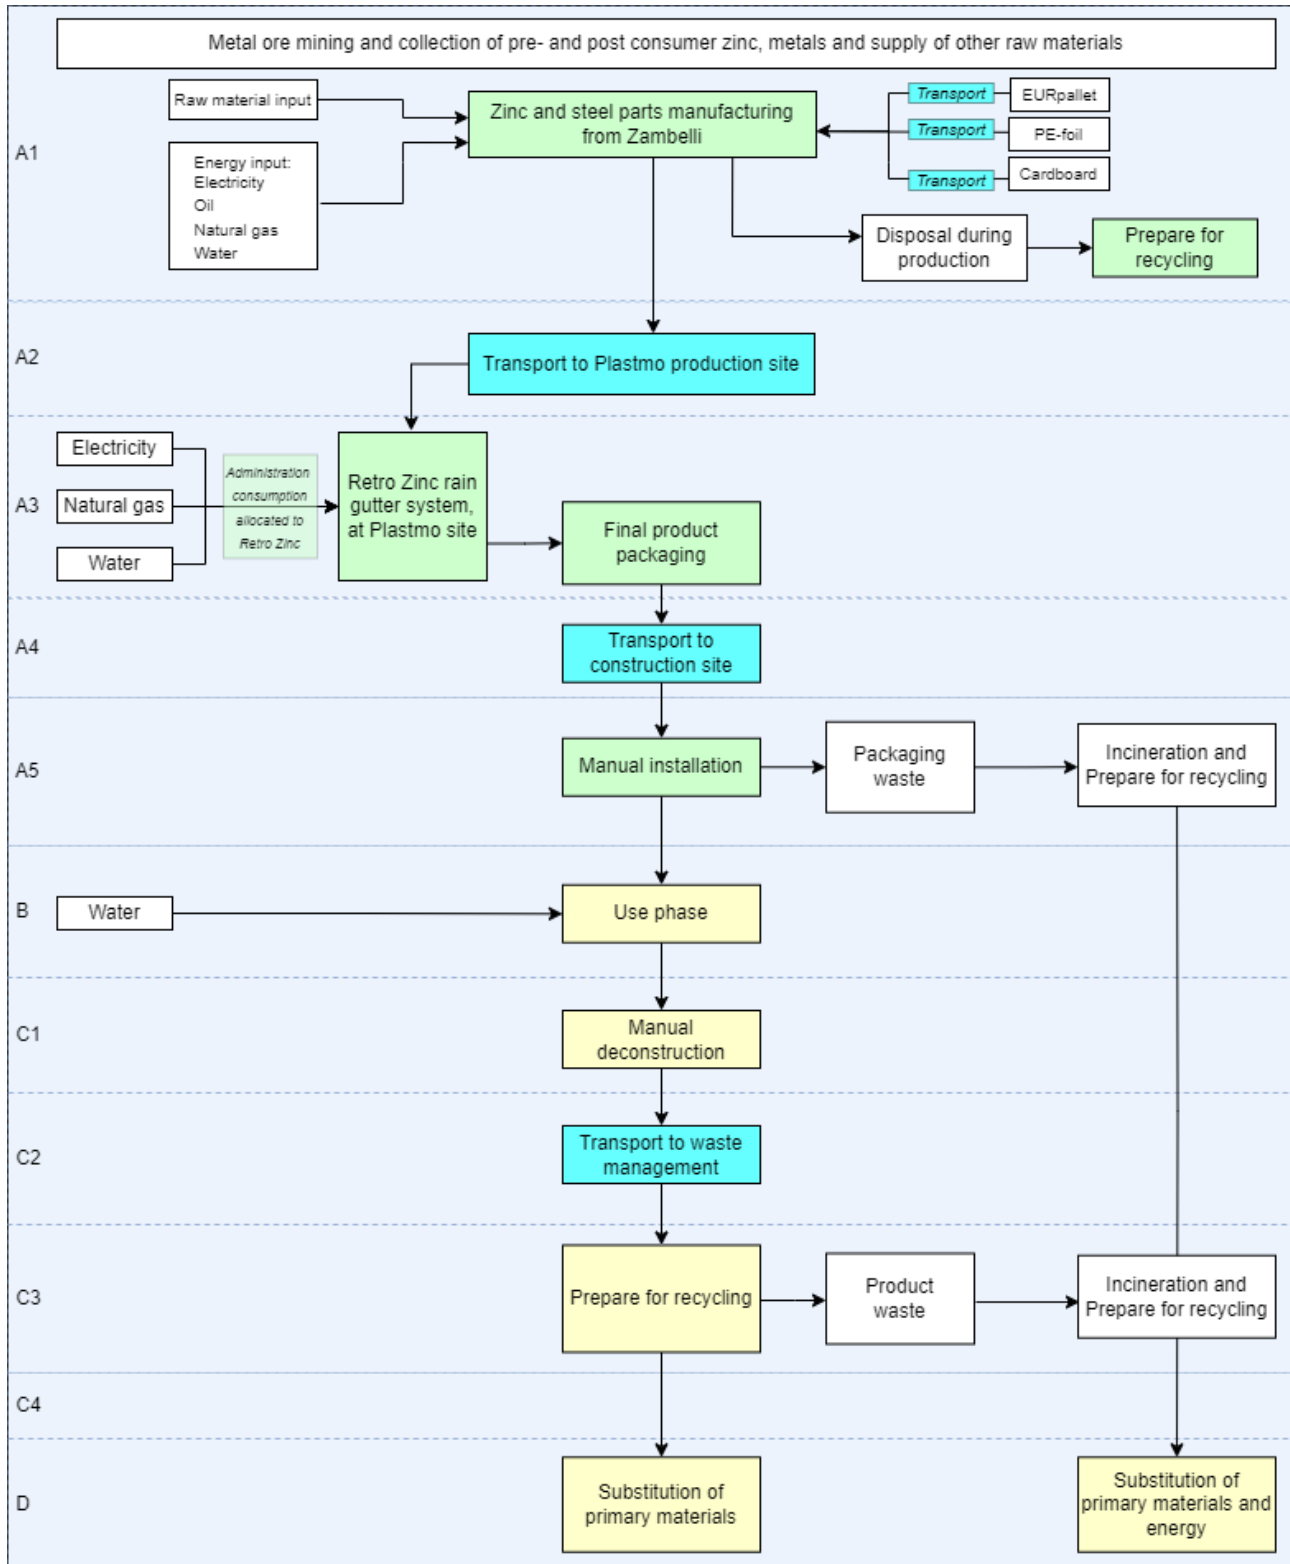 Metal ore mining and collection of pre- and post consumer zinc, metals and supply of other raw materials
A1
Raw material input
Energy input:
Electricity
Oil
Natural gas
Water
Zinc and steel parts manufacturing
from Zambelli
Transport
EURpallet
Transport
PE-foil
Transport
Cardboard
Disposal during
production
Prepare for
recycling
A2
Transport to Plastmo production site
A3
Electricity
Natural gas
Water
Administration
consumption
allocated to
Retro Zinc
Retro Zinc rain
gutter system,
at Plastmo site
Final product
packaging
A4
Transport to
construction site
A5
Manual installation
Packaging
waste
Incineration and
Prepare for recycling
B
Water
Use phase
C1
Manual
deconstruction
C2
Transport to waste
management
C3
Prepare for recycling
Product
waste
Incineration and
Prepare for recycling
C4
D
Substitution of
primary materials
Substitution of
primary materials and
energy